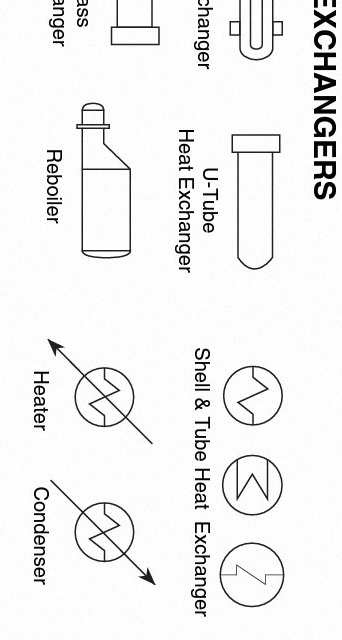 EXCHANGERS
changer
U-Tube
Heat Exchanger
Shell & Tube Heat Exchanger
ass
anger
Reboiler
Heater
Condenser